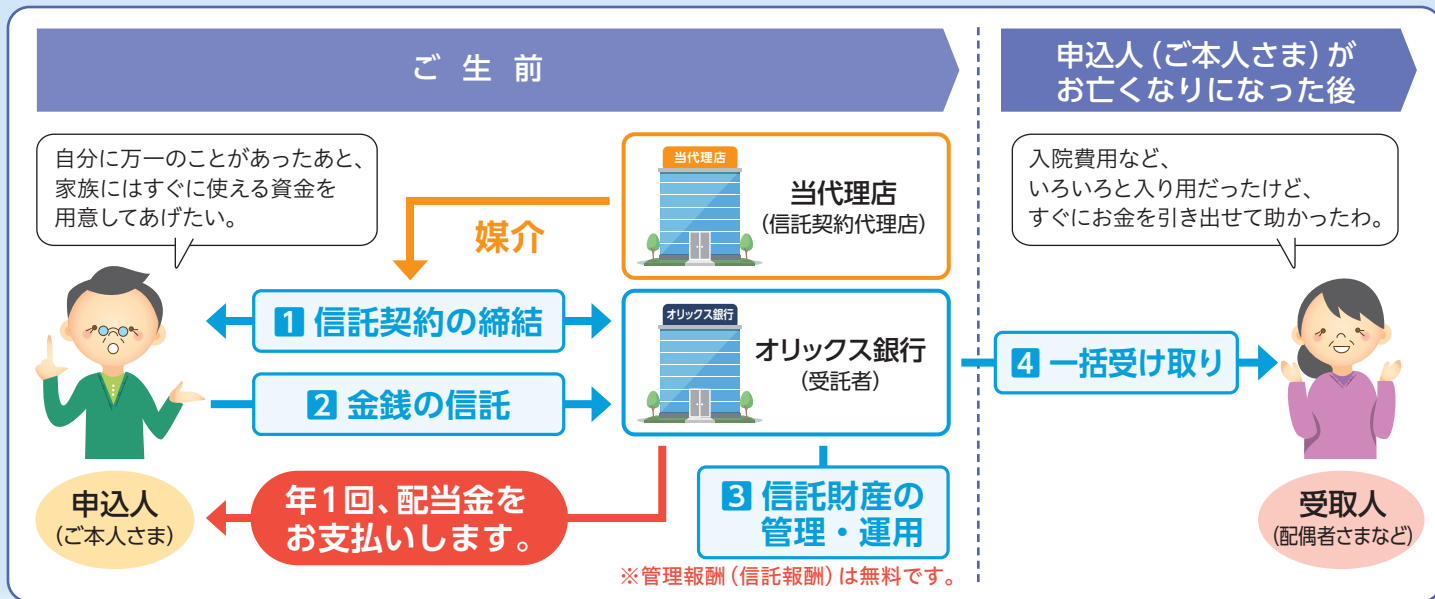 ご生前
申込人（ご本人さま）が
お亡くなりになった後
自分に万一のことがあったあと、
家族にはすぐに使える資金を
用意してあげたい。
当代理店
当代理店
（信託契約代理店）
媒介
入院費用など、
いろいろと入り用だったけど、
すぐにお金を引き出せて助かったわ。
1 信託契約の締結
オリックス銀行
オリックス銀行
（受託者）
2 金銭の信託
4 一括受け取り
年1回、配当金を
お支払いします。
3 信託財産の
管理・運用
※管理報酬（信託報酬）は無料です。
申込人
（ご本人さま）
受取人
（配偶者さまなど）